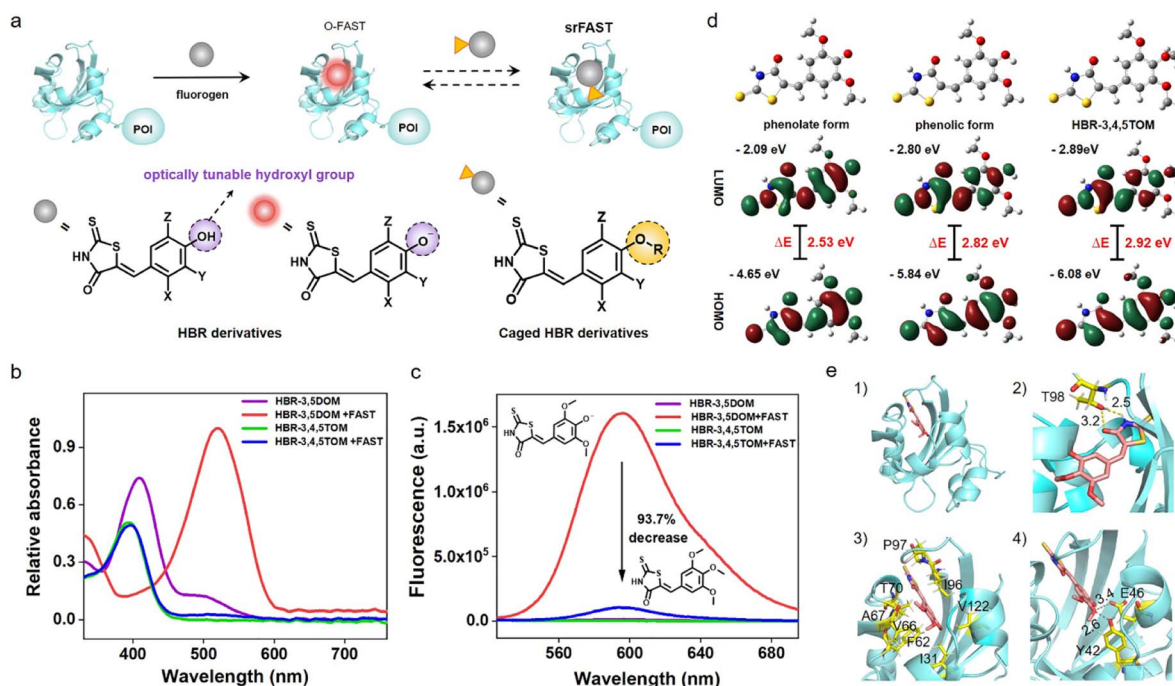 a
O-FAST
srFAST
fluorogen
POI
POI
POI
optically tunable hydroxyl group
=
=
=
S
Z
OH
S
HN
O
X
Y
S
Z
O⁻
S
HN
O
X
Y
S
Z
O
R
S
HN
O
X
Y
HBR derivatives
Caged HBR derivatives
b
HBR-3,5DOM
HBR-3,5DOM +FAST
HBR-3,4,5TOM
HBR-3,4,5TOM +FAST
Relative absorbance
0.9
0.6
0.3
0.0
400 500 600 700
Wavelength (nm)
c
HBR-3,5DOM
HBR-3,5DOM+FAST
HBR-3,4,5TOM
HBR-3,4,5TOM+FAST
Fluorescence (a.u.)
1.5x10⁶
1.0x10⁶
5.0x10⁵
0
93.7%
decrease
560 600 640 680
Wavelength (nm)
d
phenolate form
phenolic form
HBR-3,4,5TOM
LUMO
- 2.09 eV
- 2.80 eV
- 2.89eV
ΔE 2.53 eV
ΔE 2.82 eV
ΔE 2.92 eV
HOMO
- 4.65 eV
- 5.84 eV
- 6.08 eV
e
1)
2)
T98
2.5
3.2
3)
P97
I96
T70
A67
V66
F62
V122
I31
4)
3.4
E46
2.6
Y42